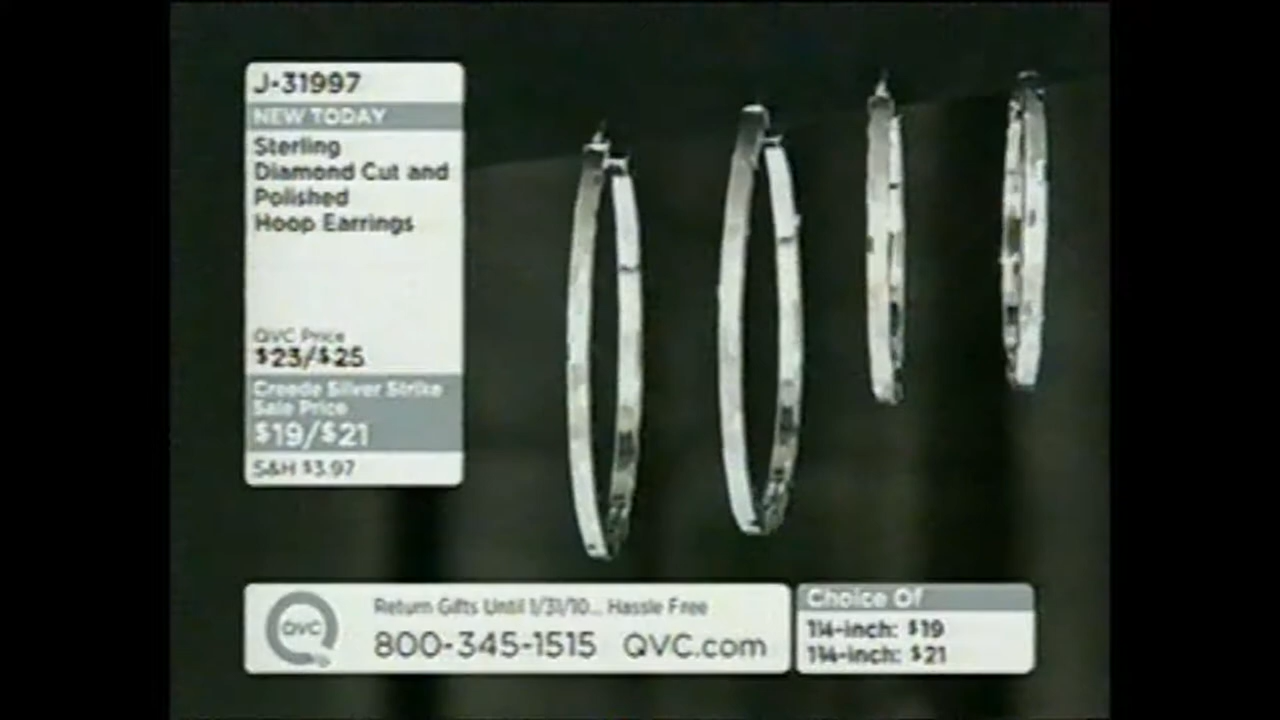 J-31997
NEW TODAY
Sterling
Diamond Cut and
Polished
Hoop Earrings
QVC Price
$23/$25
Creede Silver Strike
Sale Price
$19/$21
S&H $3.97
QVC
Return Gifts Until 1/31/10... Hassle Free
800-345-1515 QVC.com
Choice Of
1¼-inch: $19
1¾-inch: $21